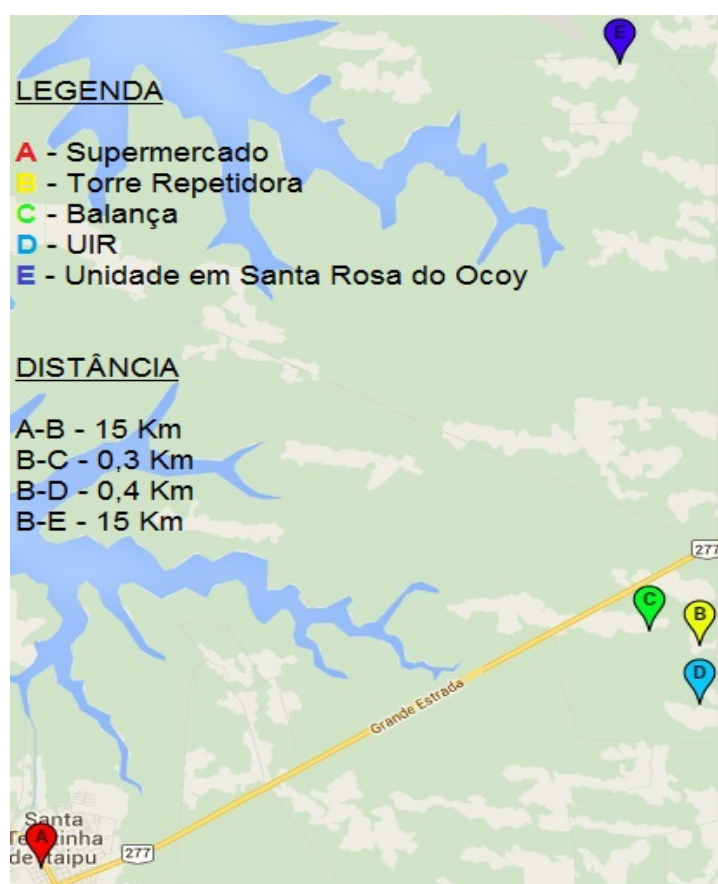 E
LEGENDA
A - Supermercado
B - Torre Repetidora
C - Balança
D - UIR
E - Unidade em Santa Rosa do Ocoy
DISTÂNCIA
A-B - 15 Km
B-C - 0,3 Km
B-D - 0,4 Km
B-E - 15 Km
277
C
B
D
Grande Estrada
Santa
A
277